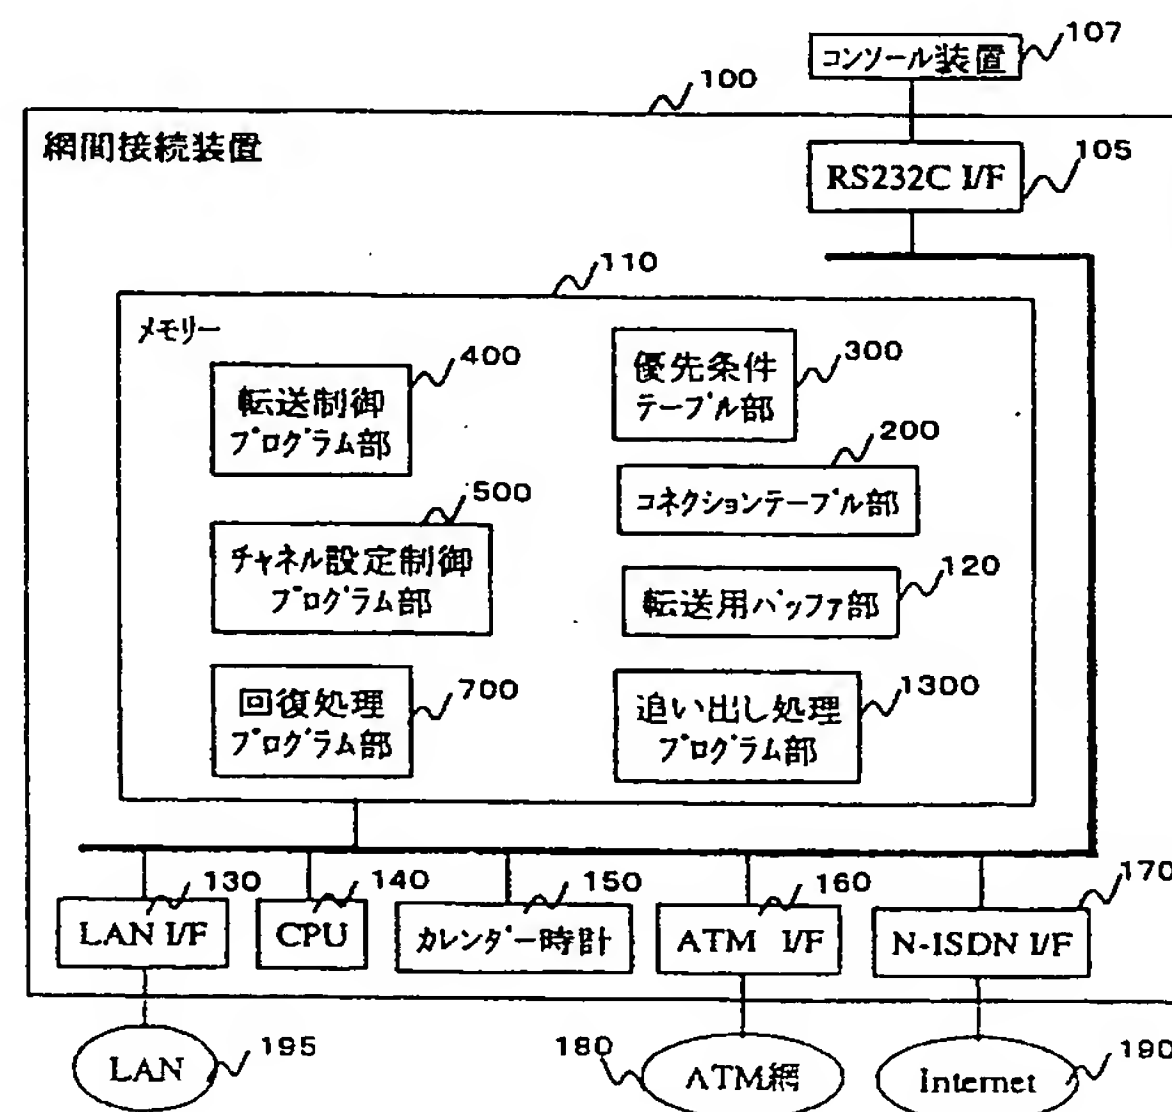 コンソール装置
107
100
網間接続装置
RS232C I/F
105
110
メモリー
転送制御
プログラム部
400
優先条件
テーブル部
300
200
コネクションテーブル部
500
チャネル設定制御
プログラム部
120
転送用バッファ部
回復処理
プログラム部
700
追い出し処理
プログラム部
1300
130
LAN I/F
140
CPU
150
カレンダー時計
160
ATM I/F
170
N-ISDN I/F
LAN
195
180
ATM網
Internet
190